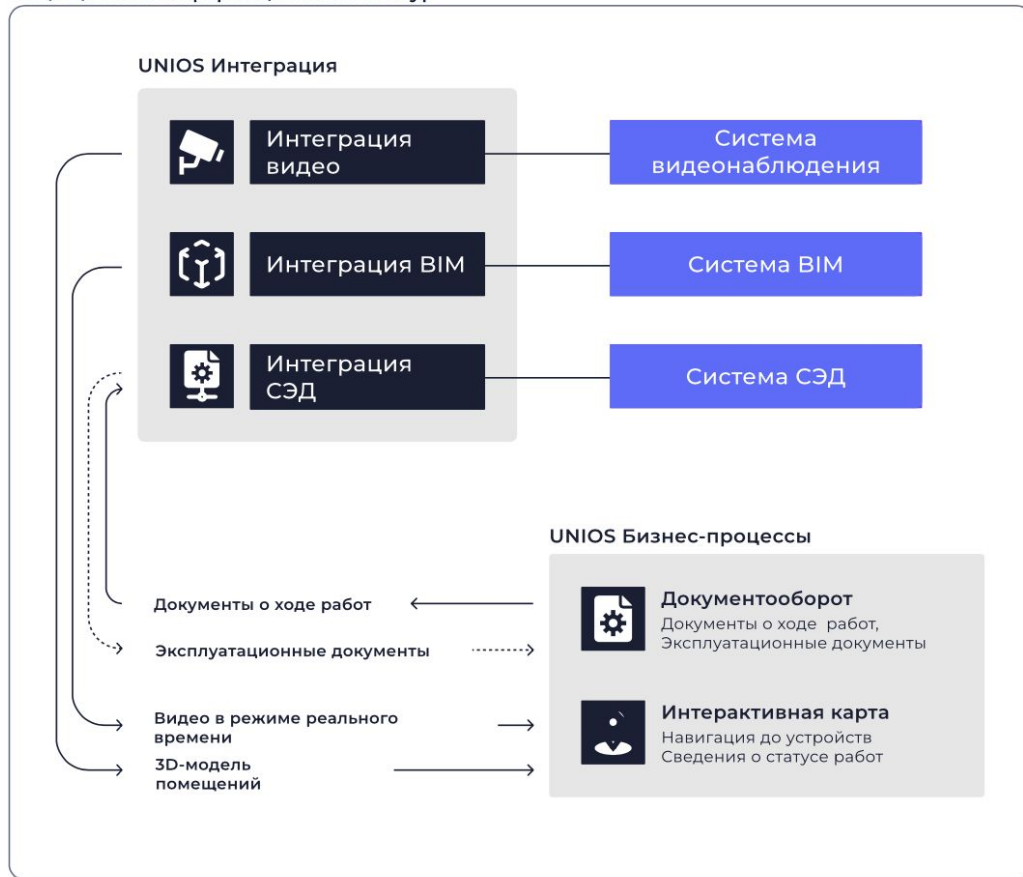 UNIOS Интеграция
Интеграция
видео
Система
видеонаблюдения
Интеграция BIM
Система BIM
Интеграция
СЭД
Система СЭД
UNIOS Бизнес-процессы
Документы о ходе работ
Эксплуатационные документы
Видео в режиме реального
времени
3D-модель
помещений
Документооборот
Документы о ходе работ,
Эксплуатационные документы
Интерактивная карта
Навигация до устройств
Сведения о статусе работ